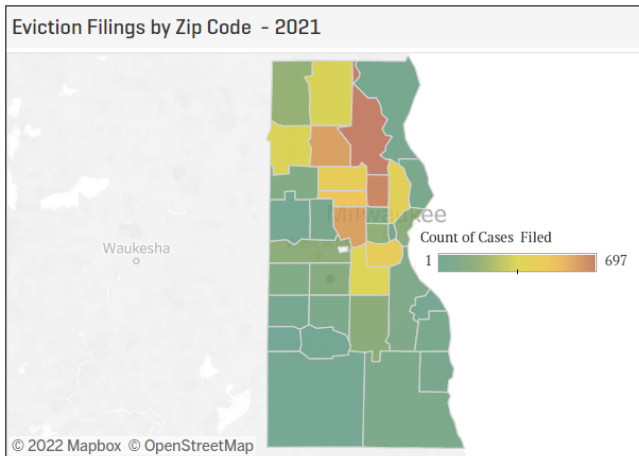 Eviction Filings by Zip Code - 2021
Milwaukee
Waukesha
Count of Cases Filed
1 697
© 2022 Mapbox © OpenStreetMap